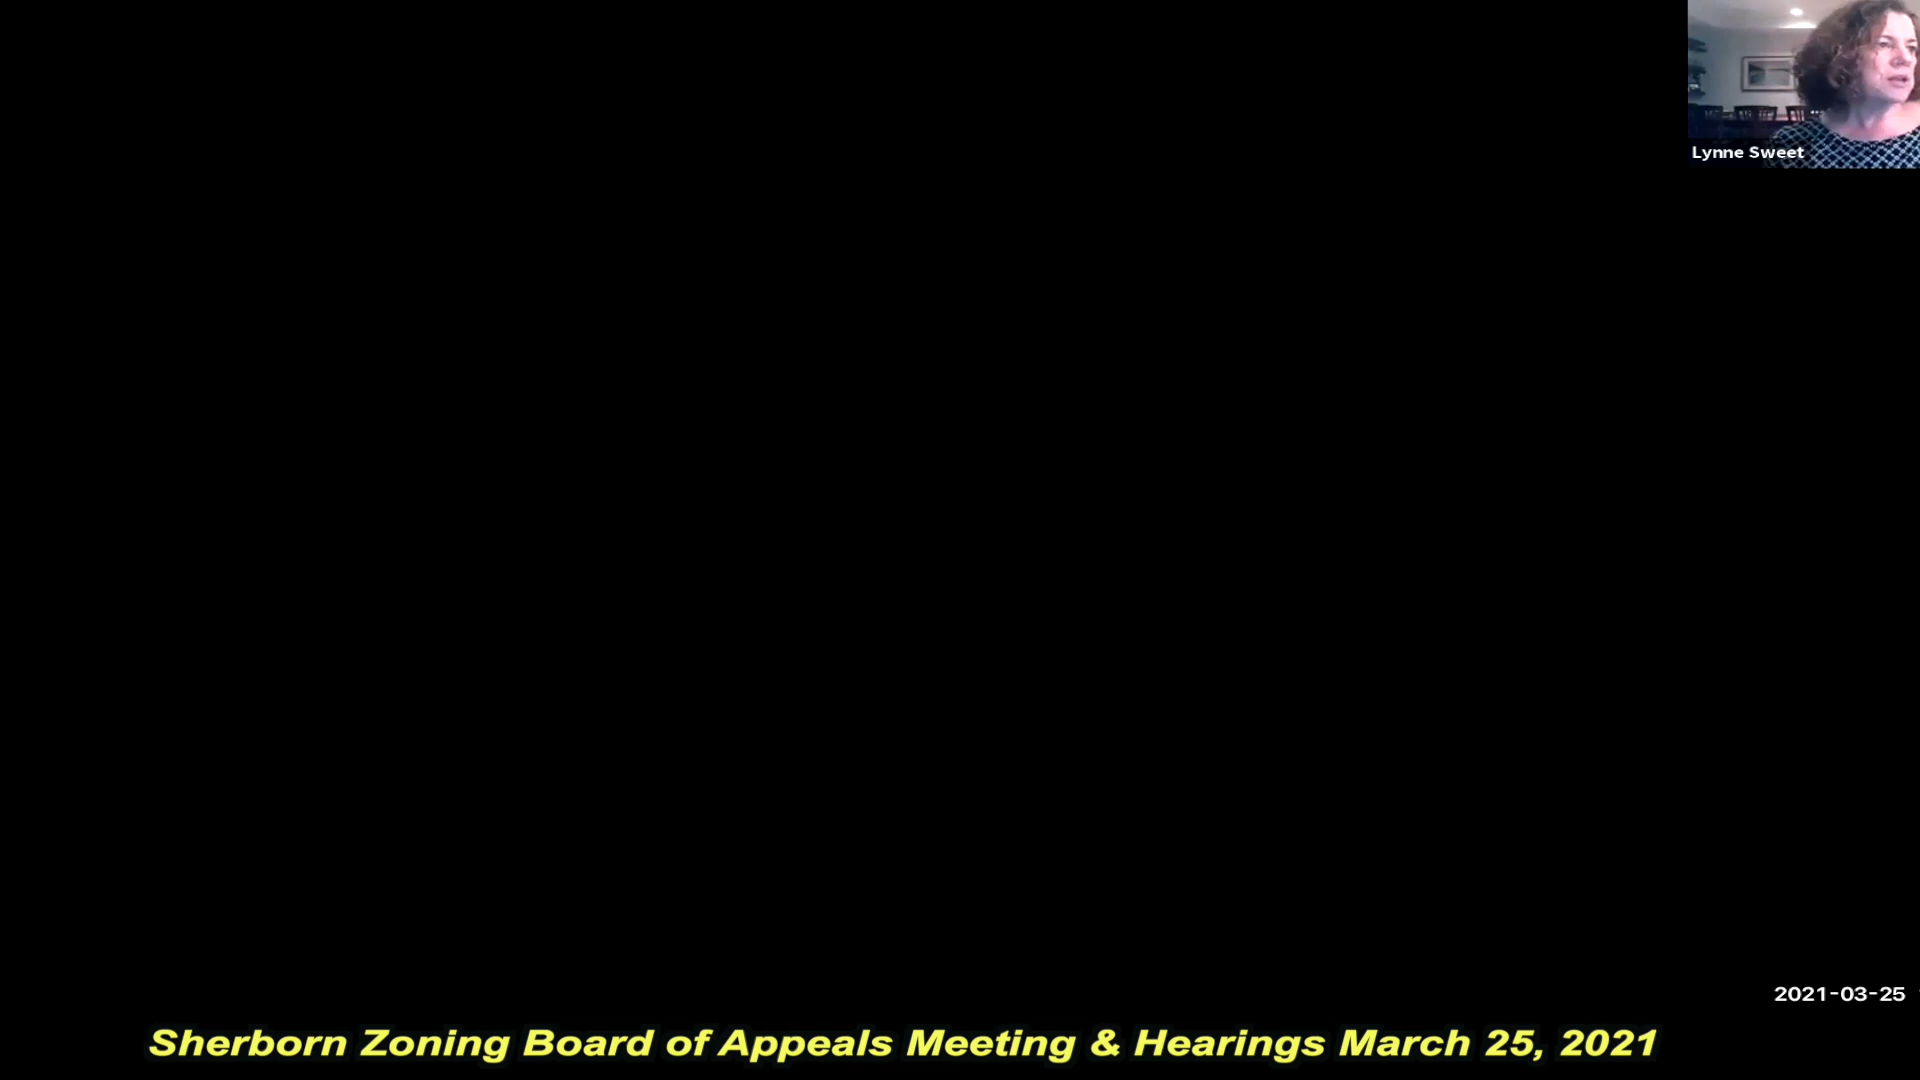 Lynne Sweet
2021-03-25
Sherborn Zoning Board of Appeals Meeting & Hearings March 25, 2021